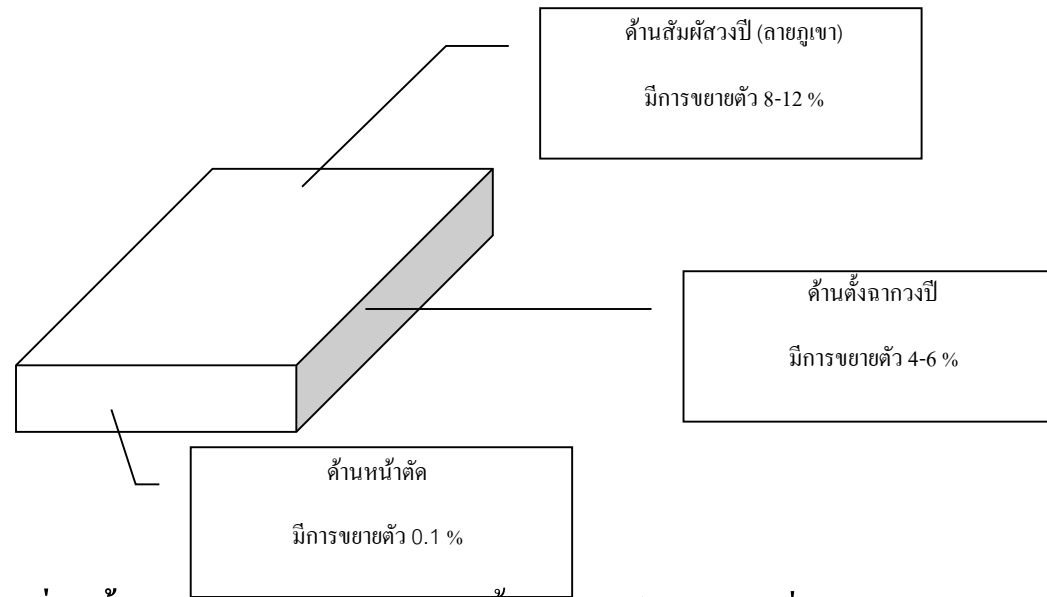 ด้านสัมผัสวงปี (ลายภูเขา)
มีการขยายตัว 8-12 %
ด้านตั้งฉากวงปี
มีการขยายตัว 4-6 %
ด้านหน้าตัด
มีการขยายตัว 0.1 %